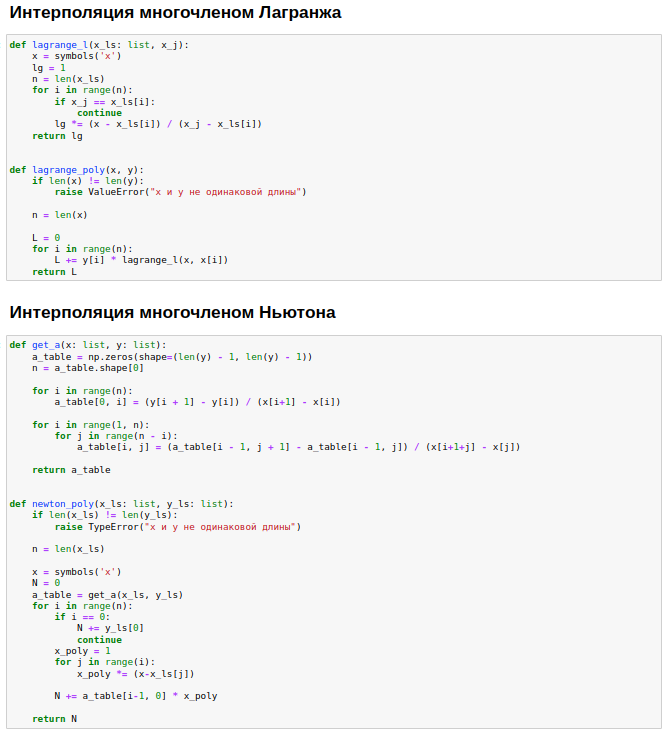 Интерполяция многочленом Лагранжа
def lagrange_l(x_ls: list, x_j):
    x = symbols('x')
    lg = 1
    n = len(x_ls)
    for i in range(n):
        if x_j == x_ls[i]:
            continue
        lg *= (x - x_ls[i]) / (x_j - x_ls[i])
    return lg
def lagrange_poly(x, y):
    if len(x) != len(y):
        raise ValueError("x и y не одинаковой длины")
    n = len(x)
    L = 0
    for i in range(n):
        L += y[i] * lagrange_l(x, x[i])
    return L
Интерполяция многочленом Ньютона
def get_a(x: list, y: list):
    a_table = np.zeros(shape=(len(y) - 1, len(y) - 1))
    n = a_table.shape[0]
    for i in range(n):
        a_table[0, i] = (y[i + 1] - y[i]) / (x[i+1] - x[i])
    for i in range(1, n):
        for j in range(n - i):
            a_table[i, j] = (a_table[i - 1, j + 1] - a_table[i - 1, j]) / (x[i+1+j] - x[j])
    return a_table
def newton_poly(x_ls: list, y_ls: list):
    if len(x_ls) != len(y_ls):
        raise TypeError("x и y не одинаковой длины")
    n = len(x_ls)
    x = symbols('x')
    N = 0
    a_table = get_a(x_ls, y_ls)
    for i in range(n):
        if i == 0:
            N += y_ls[0]
            continue
        x_poly = 1
        for j in range(i):
            x_poly *= (x-x_ls[j])
        N += a_table[i-1, 0] * x_poly
    return N